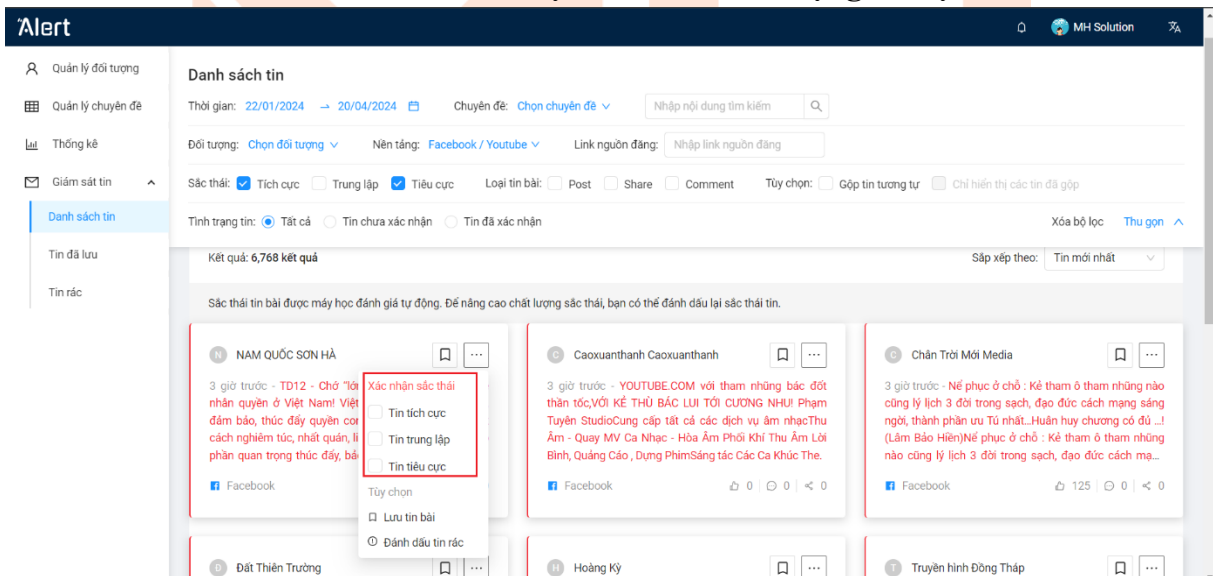 Alert
MH Solution
Quản lý đối tượng
Quản lý chuyên đề
Thống kê
Giám sát tin
Danh sách tin
Tin đã lưu
Tin rác
Danh sách tin
Thời gian: 22/01/2024 → 20/04/2024 Chuyên đề: Chọn chuyên đề Nhập nội dung tìm kiếm
Đối tượng: Chọn đối tượng Nền tảng: Facebook / Youtube Link nguồn đăng: Nhập link nguồn đăng
Sắc thái: Tích cực Trung lập Tiêu cực Loại tin bài: Post Share Comment Tùy chọn: Gộp tin tương tự Chỉ hiển thị các tin đã gộp
Tình trạng tin: Tất cả Tin chưa xác nhận Tin đã xác nhận Xóa bộ lọc Thu gọn
Kết quả: 6,768 kết quả Sắp xếp theo: Tin mới nhất
Sắc thái tin bài được máy học đánh giá tự động. Để nâng cao chất lượng sắc thái, bạn có thể đánh dấu lại sắc thái tin.
N NAM QUỐC SƠN HÀ
3 giờ trước - TD12 - Chớ "lớ
nhân quyền ở Việt Nam! Việt
đảm bảo, thúc đẩy quyền cor
cách nghiêm túc, nhất quán, li
phần quan trọng thúc đẩy, bả
Facebook
Xác nhận sắc thái
Tin tích cực
Tin trung lập
Tin tiêu cực
Tùy chọn
Lưu tin bài
Đánh dấu tin rác
C Caoxuanthanh Caoxuanthanh
3 giờ trước - YOUTUBE.COM với tham nhũng bác đốt
thần tốc,VỚI KẺ THÙ BÁC LUI TỚI CƯƠNG NHU! Phạm
Tuyên StudioCung cấp tất cả các dịch vụ âm nhạcThu
Âm - Quay MV Ca Nhạc - Hòa Âm Phối Khí Thu Âm Lời
Bình, Quảng Cáo , Dựng PhimSáng tác Các Ca Khúc The.
Facebook 0 0 0
C Chân Trời Mới Media
3 giờ trước - Nể phục ở chỗ : Kẻ tham ô tham nhũng nào
cũng lý lịch 3 đời trong sạch, đạo đức cách mạng sáng
ngời, thành phần ưu Tú nhất...Huân huy chương có đủ ...!
(Lâm Bảo Hiền)Nể phục ở chỗ : Kẻ tham ô tham nhũng
nào cũng lý lịch 3 đời trong sạch, đạo đức cách mạ...
Facebook 125 0 0
D Đất Thiên Trường
H Hoàng Kỳ
T Truyền hình Đồng Tháp